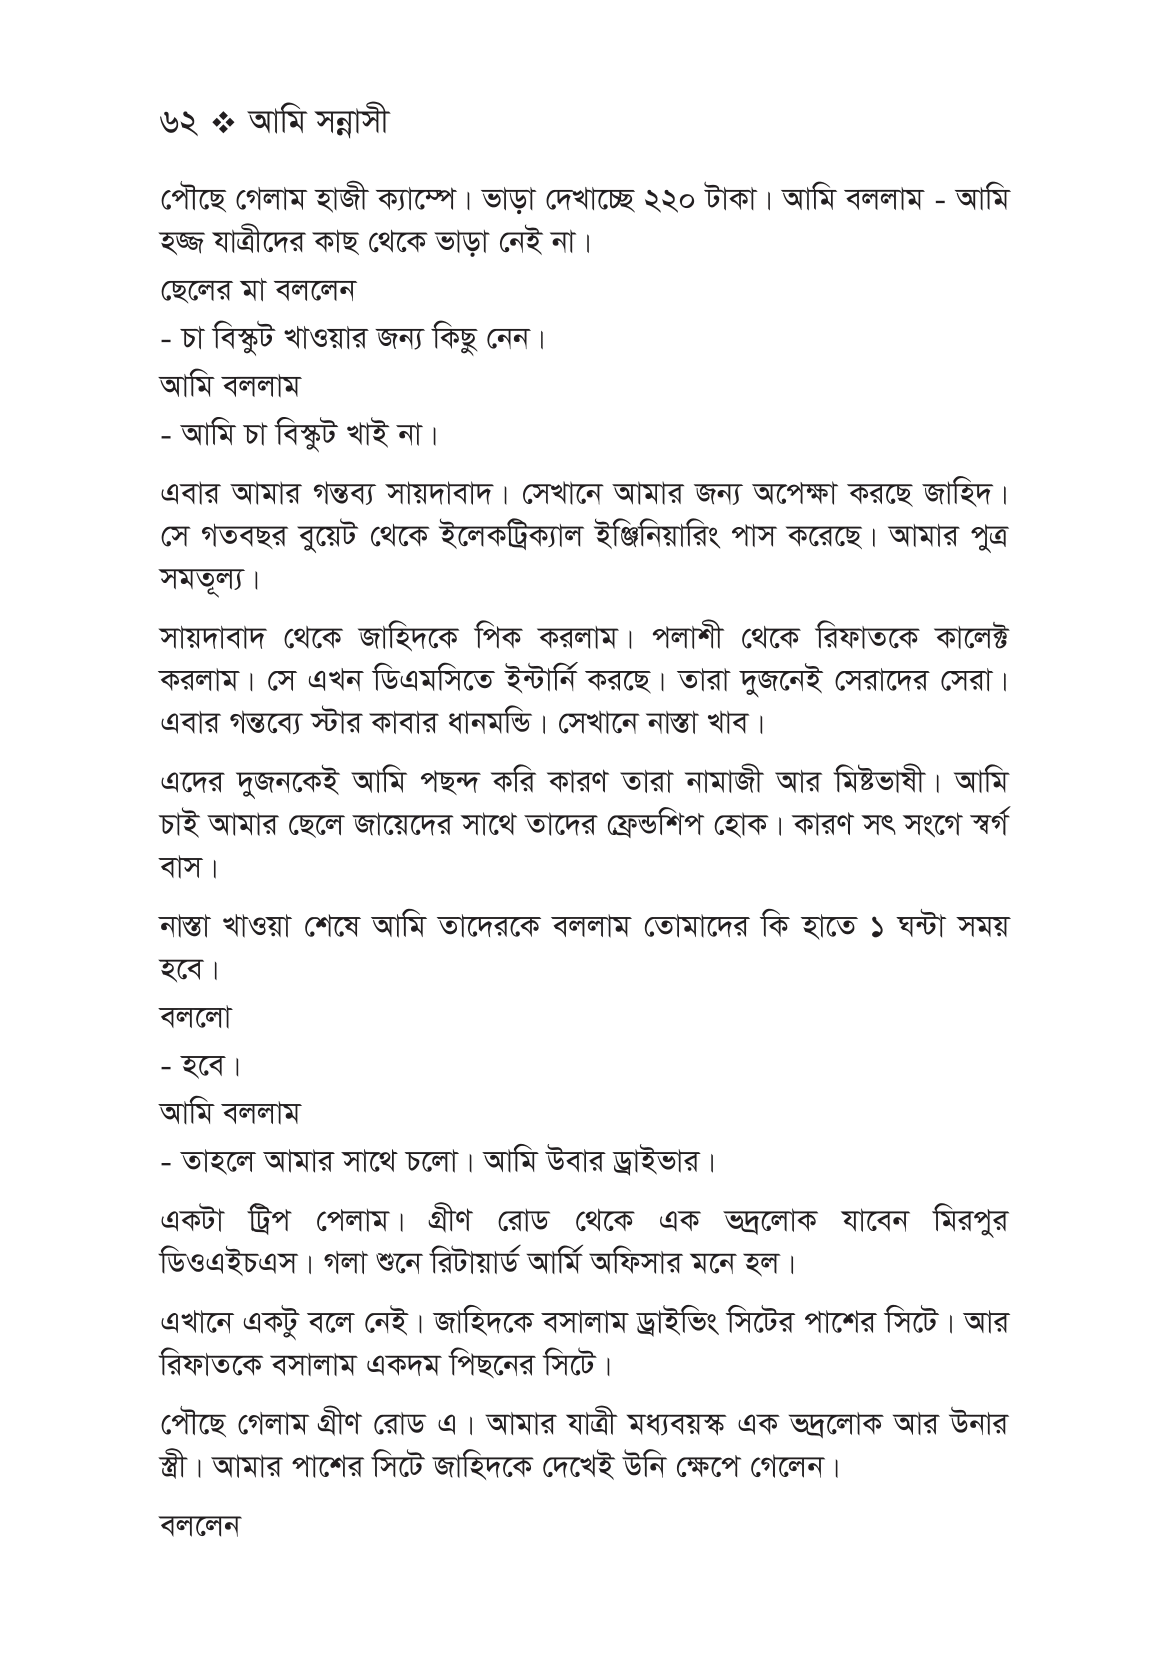 ৬২ ❖ আমি সন্নাসী
পৌছে গেলাম হাজী ক্যাম্পে। ভাড়া দেখাচ্ছে ২২০ টাকা। আমি বললাম - আমি
হজ্জ যাত্রীদের কাছ থেকে ভাড়া নেই না।
ছেলের মা বললেন
- চা বিস্কুট খাওয়ার জন্য কিছু নেন।
আমি বললাম
- আমি চা বিস্কুট খাই না।
এবার আমার গন্তব্য সায়দাবাদ। সেখানে আমার জন্য অপেক্ষা করছে জাহিদ।
সে গতবছর বুয়েট থেকে ইলেকট্রিক্যাল ইঞ্জিনিয়ারিং পাস করেছে। আমার পুত্র
সমতূল্য।
সায়দাবাদ থেকে জাহিদকে পিক করলাম। পলাশী থেকে রিফাতকে কালেক্ট
করলাম। সে এখন ডিএমসিতে ইন্টার্নি করছে। তারা দুজনেই সেরাদের সেরা।
এবার গন্তব্যে স্টার কাবার ধানমন্ডি। সেখানে নাস্তা খাব।
এদের দুজনকেই আমি পছন্দ করি কারণ তারা নামাজী আর মিষ্টভাষী। আমি
চাই আমার ছেলে জায়েদের সাথে তাদের ফ্রেন্ডশিপ হোক। কারণ সৎ সংগে স্বর্গ
বাস।
নাস্তা খাওয়া শেষে আমি তাদেরকে বললাম তোমাদের কি হাতে ১ ঘন্টা সময়
হবে।
বললো
- হবে।
আমি বললাম
- তাহলে আমার সাথে চলো। আমি উবার ড্রাইভার।
একটা ট্রিপ পেলাম। গ্রীণ রোড থেকে এক ভদ্রলোক যাবেন মিরপুর
ডিওএইচএস। গলা শুনে রিটায়ার্ড আর্মি অফিসার মনে হল।
এখানে একটু বলে নেই। জাহিদকে বসালাম ড্রাইভিং সিটের পাশের সিটে। আর
রিফাতকে বসালাম একদম পিছনের সিটে।
পৌছে গেলাম গ্রীণ রোড এ। আমার যাত্রী মধ্যবয়স্ক এক ভদ্রলোক আর উনার
স্ত্রী। আমার পাশের সিটে জাহিদকে দেখেই উনি ক্ষেপে গেলেন।
বললেন